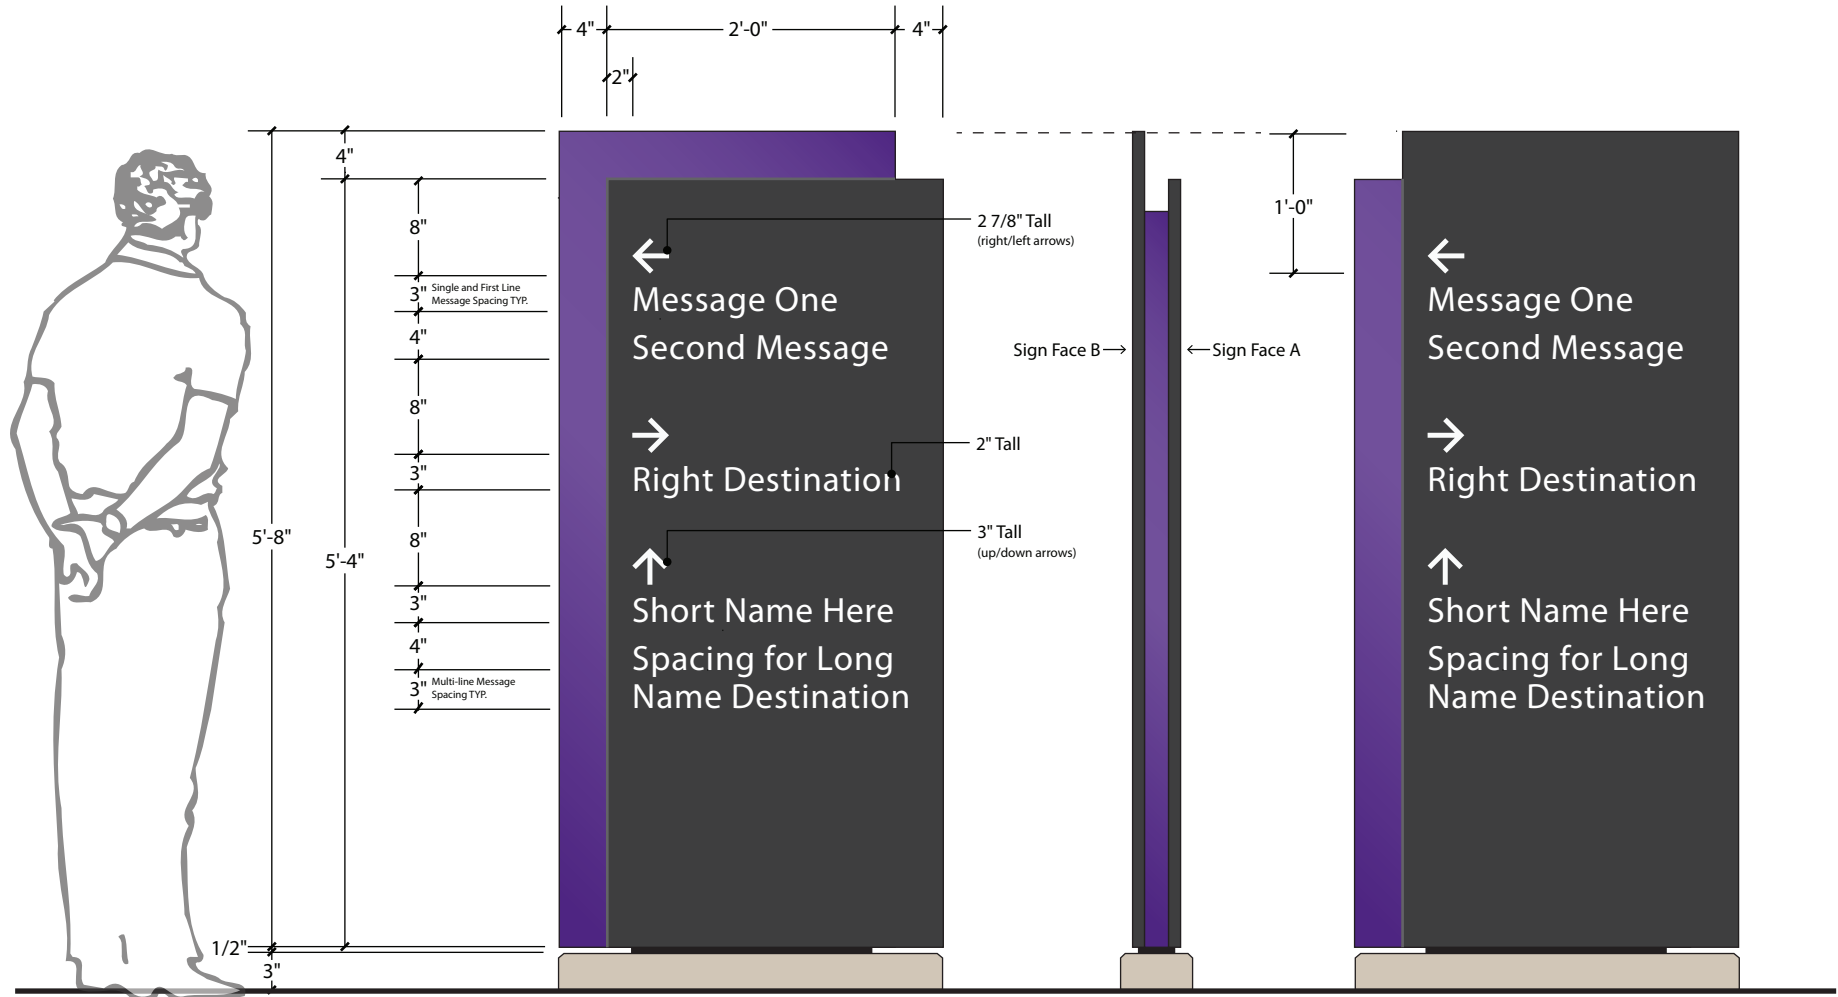 4" 2'-0" 4"
2"
4"
8"
3" Single and First Line
Message Spacing TYP.
4"
8"
3"
8"
3"
4"
3" Multi-line Message
Spacing TYP.
5'-8"
5'-4"
1/2"
3"
←
Message One
Second Message
→
Right Destination
↑
Short Name Here
Spacing for Long
Name Destination
2 7/8" Tall
(right/left arrows)
2" Tall
3" Tall
(up/down arrows)
Sign Face B→
←Sign Face A
1'-0"
←
Message One
Second Message
→
Right Destination
↑
Short Name Here
Spacing for Long
Name Destination